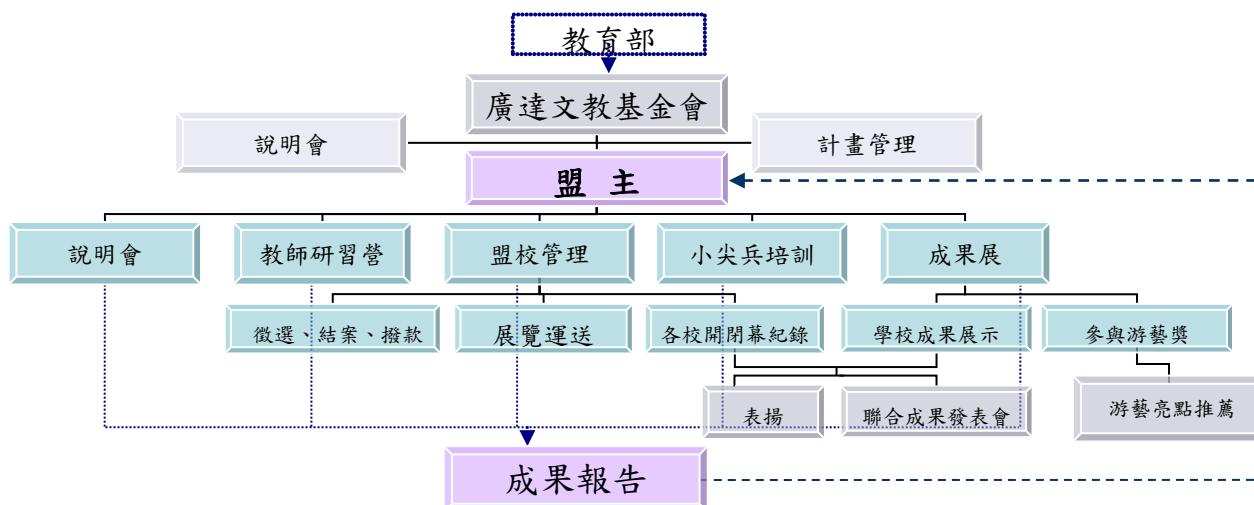 教育部
廣達文教基金會
說明會
計畫管理
盟 主
說明會
教師研習營
盟校管理
小尖兵培訓
成果展
徵選、結案、撥款
展覽運送
各校開閉幕紀錄
學校成果展示
參與游藝獎
表揚
聯合成果發表會
游藝亮點推薦
成果報告